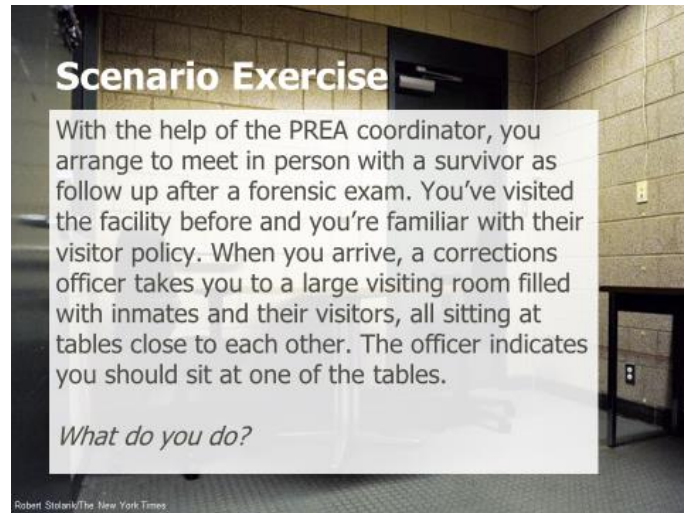 Scenario Exercise
With the help of the PREA coordinator, you
arrange to meet in person with a survivor as
follow up after a forensic exam. You've visited
the facility before and you're familiar with their
visitor policy. When you arrive, a corrections
officer takes you to a large visiting room filled
with inmates and their visitors, all sitting at
tables close to each other. The officer indicates
you should sit at one of the tables.
What do you do?
Robert Stolarik/The New York Times